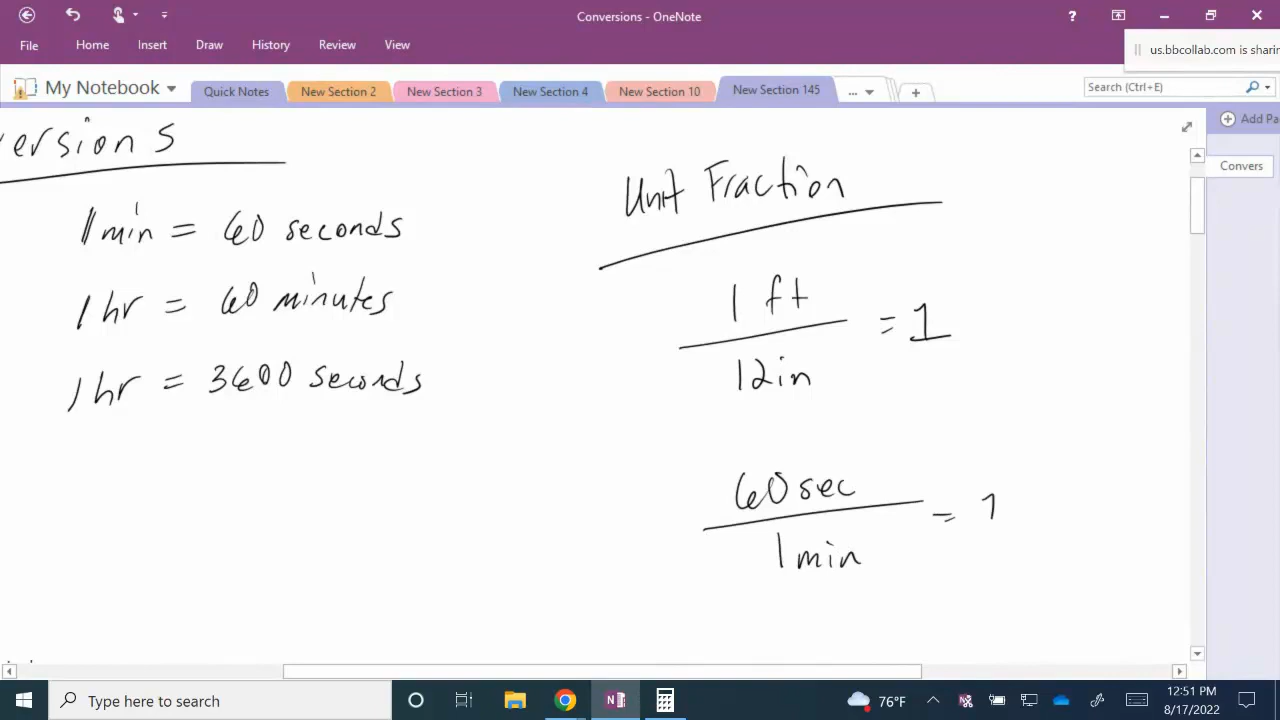 Conversions - OneNote
?
File Home Insert Draw History Review View
us.bbcollab.com is sharin
My Notebook Quick Notes New Section 2 New Section 3 New Section 4 New Section 10 New Section 145 ... +
Search (Ctrl+E)
Add Pa
Convers
version s
1 min = 60 seconds
1 hr = 60 minutes
1 hr = 3600 seconds
Unit Fraction
1 ft
12 in
= 1
60 sec
1 min
= 1
Type here to search
76°F
12:51 PM
8/17/2022